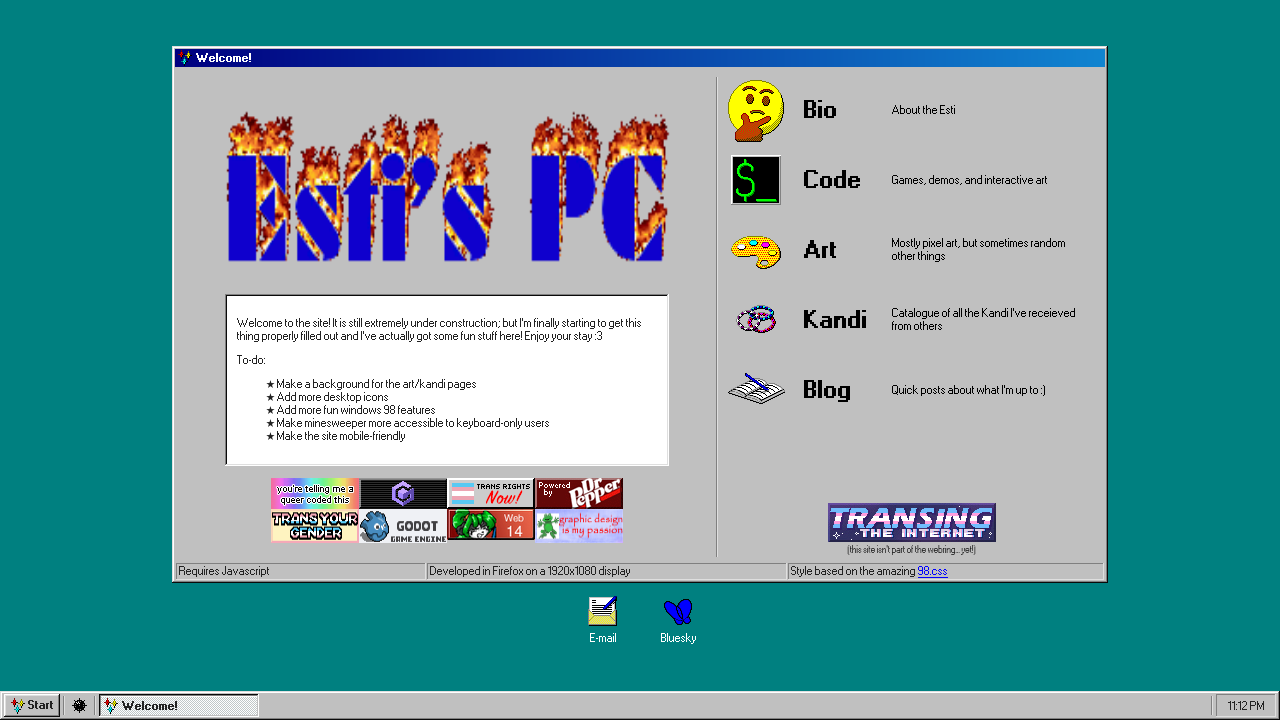 Welcome!
Esti's PC
Bio
About the Esti
$_
Code
Games, demos, and interactive art
Art
Mostly pixel art, but sometimes random
other things
Kandi
Catalogue of all the Kandi I've receieved
from others
Blog
Quick posts about what I'm up to :)
Welcome to the site! It is still extremely under construction; but I'm finally starting to get this
thing properly filled out and I've actually got some fun stuff here! Enjoy your stay :3
To-do:
★ Make a background for the art/kandi pages
★ Add more desktop icons
★ Add more fun windows 98 features
★ Make minesweeper more accessible to keyboard-only users
★ Make the site mobile-friendly
you're telling me a
queer coded this
TRANS RIGHTS
Now!
Powered
by
Dr Pepper
TRANS YOUR
GENDER
GODOT
GAME ENGINE
Web
14
graphic design
is my passion
TRANSING
THE INTERNET
(this site isn't part of the webring... yet!)
Requires Javascript
Developed in Firefox on a 1920x1080 display
Style based on the amazing 98.css
E-mail
Bluesky
Start
Welcome!
11:12 PM